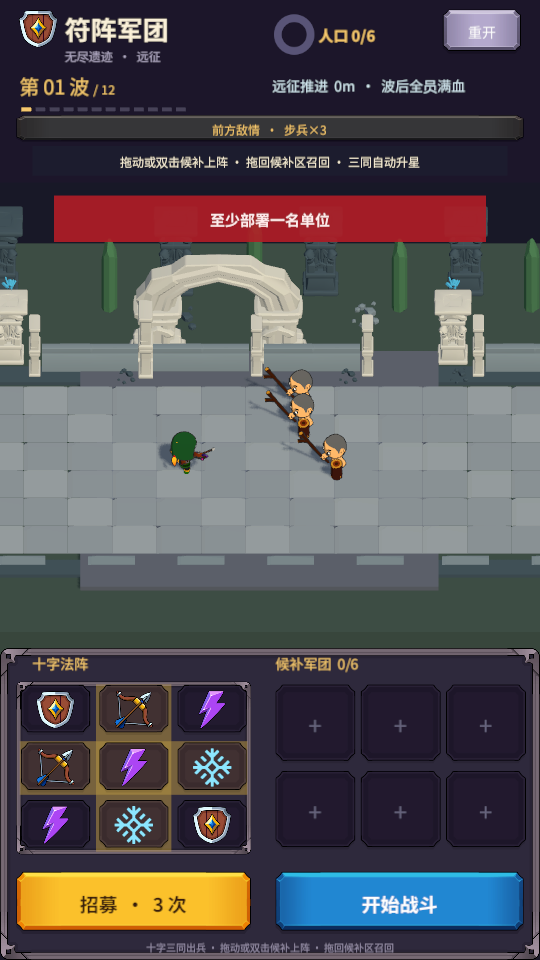 符阵军团
无尽遗迹 · 远征
人口 0/6
重开
第 01 波 / 12
远征推进 0m · 波后全员满血
前方敌情 · 步兵×3
拖动或双击候补上阵 · 拖回候补区召回 · 三同自动升星
至少部署一名单位
十字法阵
候补军团 0/6
+ + +
+ + +
招募 · 3 次
开始战斗
十字三同出兵 · 拖动或双击候补上阵 · 拖回候补区召回